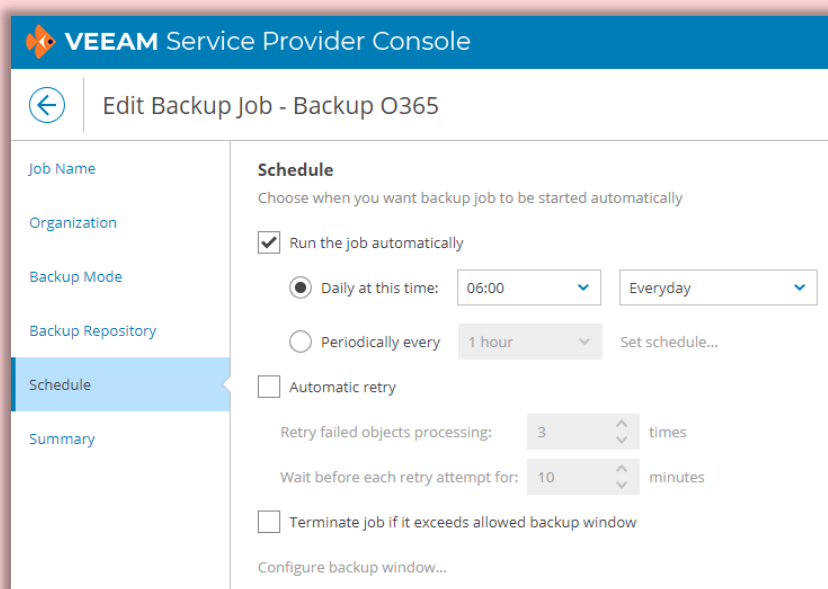 VEEAM Service Provider Console
Edit Backup Job - Backup O365
Job Name
Organization
Backup Mode
Backup Repository
Schedule
Summary
Schedule
Choose when you want backup job to be started automatically
Run the job automatically
Daily at this time: 06:00 Everyday
Periodically every 1 hour Set schedule...
Automatic retry
Retry failed objects processing: 3 times
Wait before each retry attempt for: 10 minutes
Terminate job if it exceeds allowed backup window
Configure backup window...